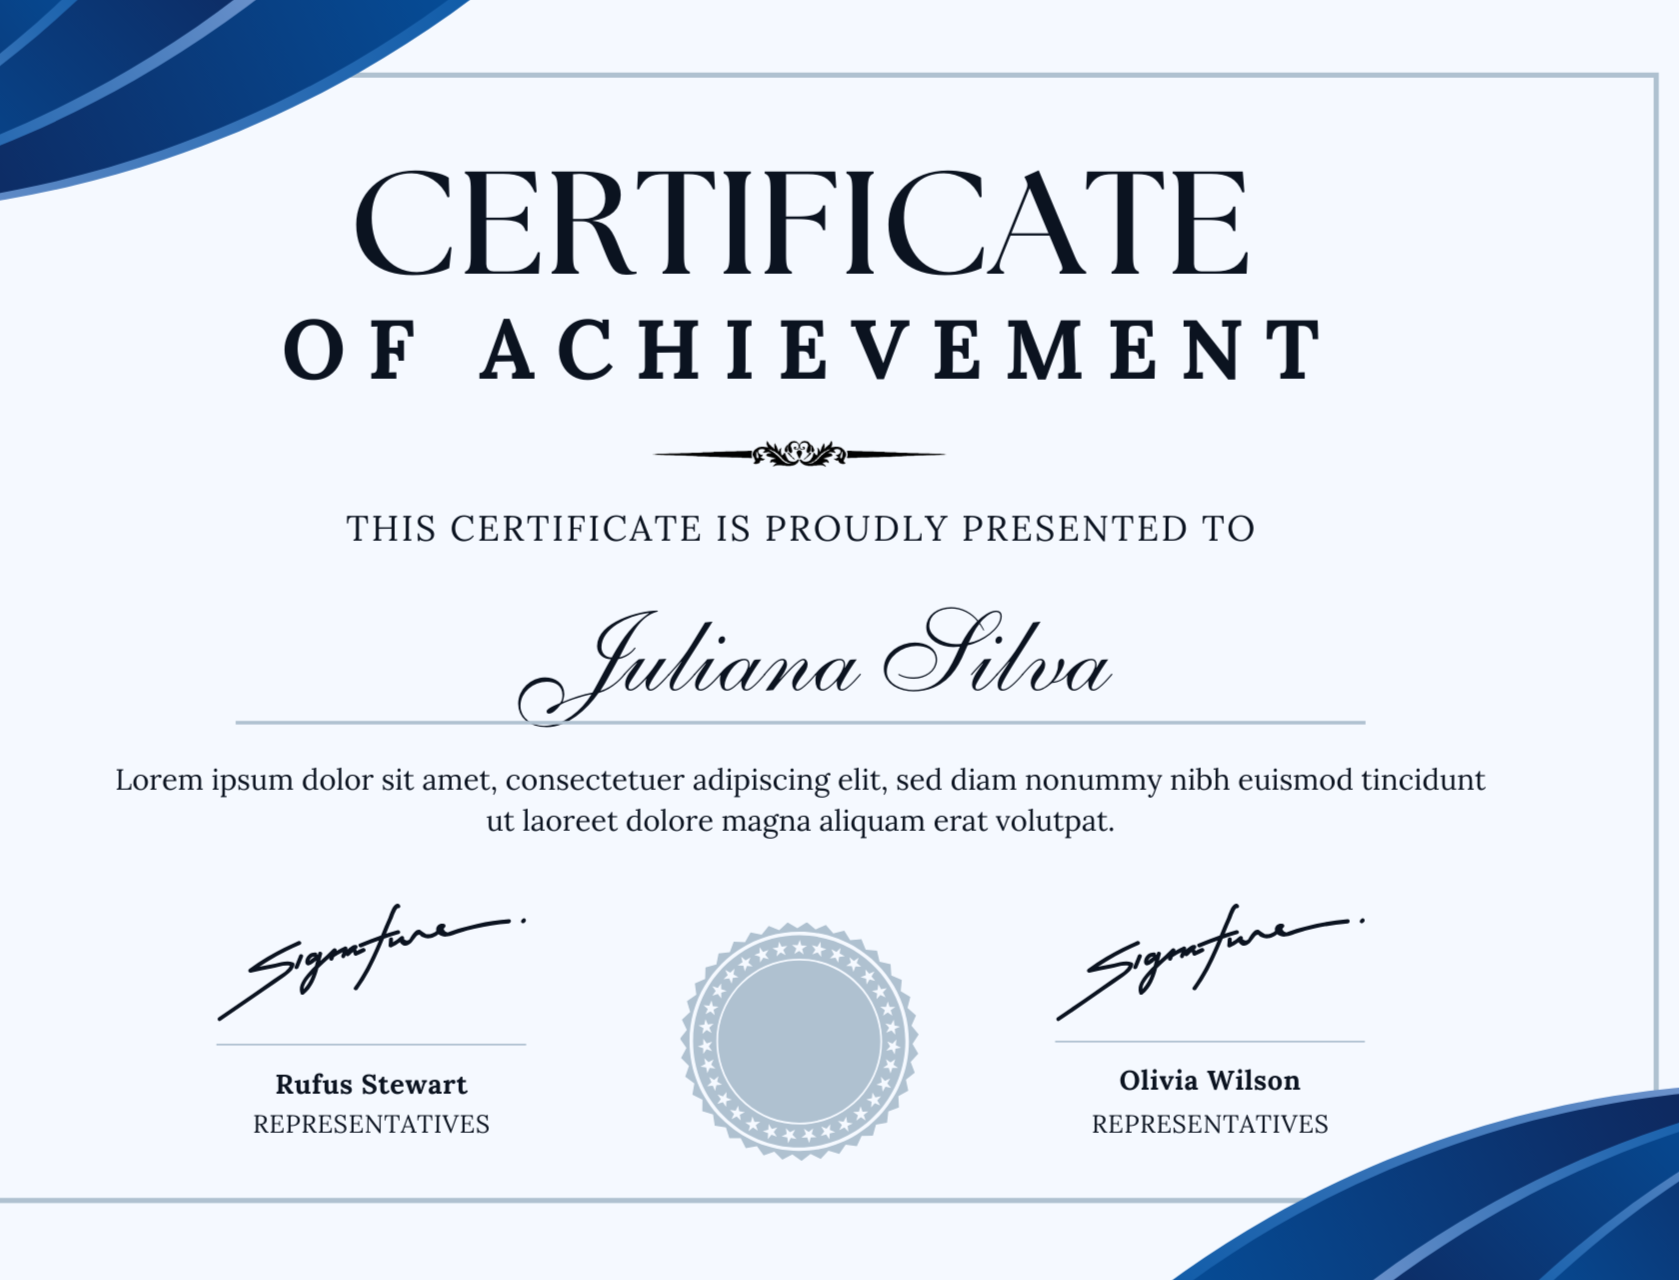 CERTIFICATE
OF ACHIEVEMENT
THIS CERTIFICATE IS PROUDLY PRESENTED TO
Juliana Silva
Lorem ipsum dolor sit amet, consectetuer adipiscing elit, sed diam nonummy nibh euismod tincidunt
ut laoreet dolore magna aliquam erat volutpat.
Signature Signature
Rufus Stewart Olivia Wilson
REPRESENTATIVES REPRESENTATIVES